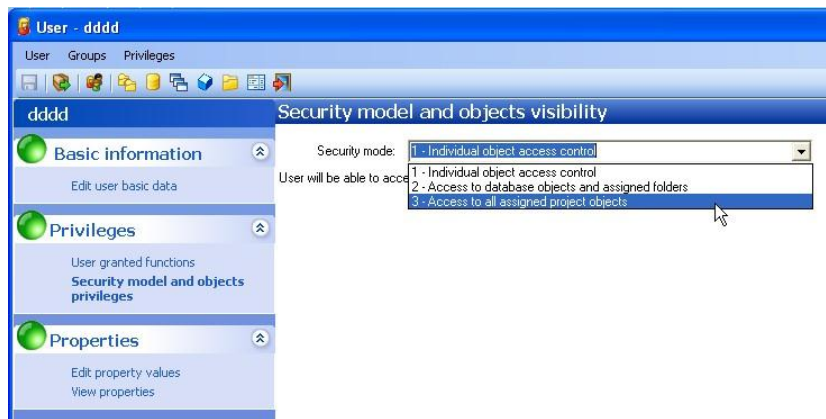 User - dddd
User Groups Privileges
dddd
Security model and objects visibility
Basic information
Edit user basic data
Security mode: 1 - Individual object access control
1 - Individual object access control
2 - Access to database objects and assigned folders
3 - Access to all assigned project objects
User will be able to acce
Privileges
User granted functions
Security model and objects
privileges
Properties
Edit property values
View properties